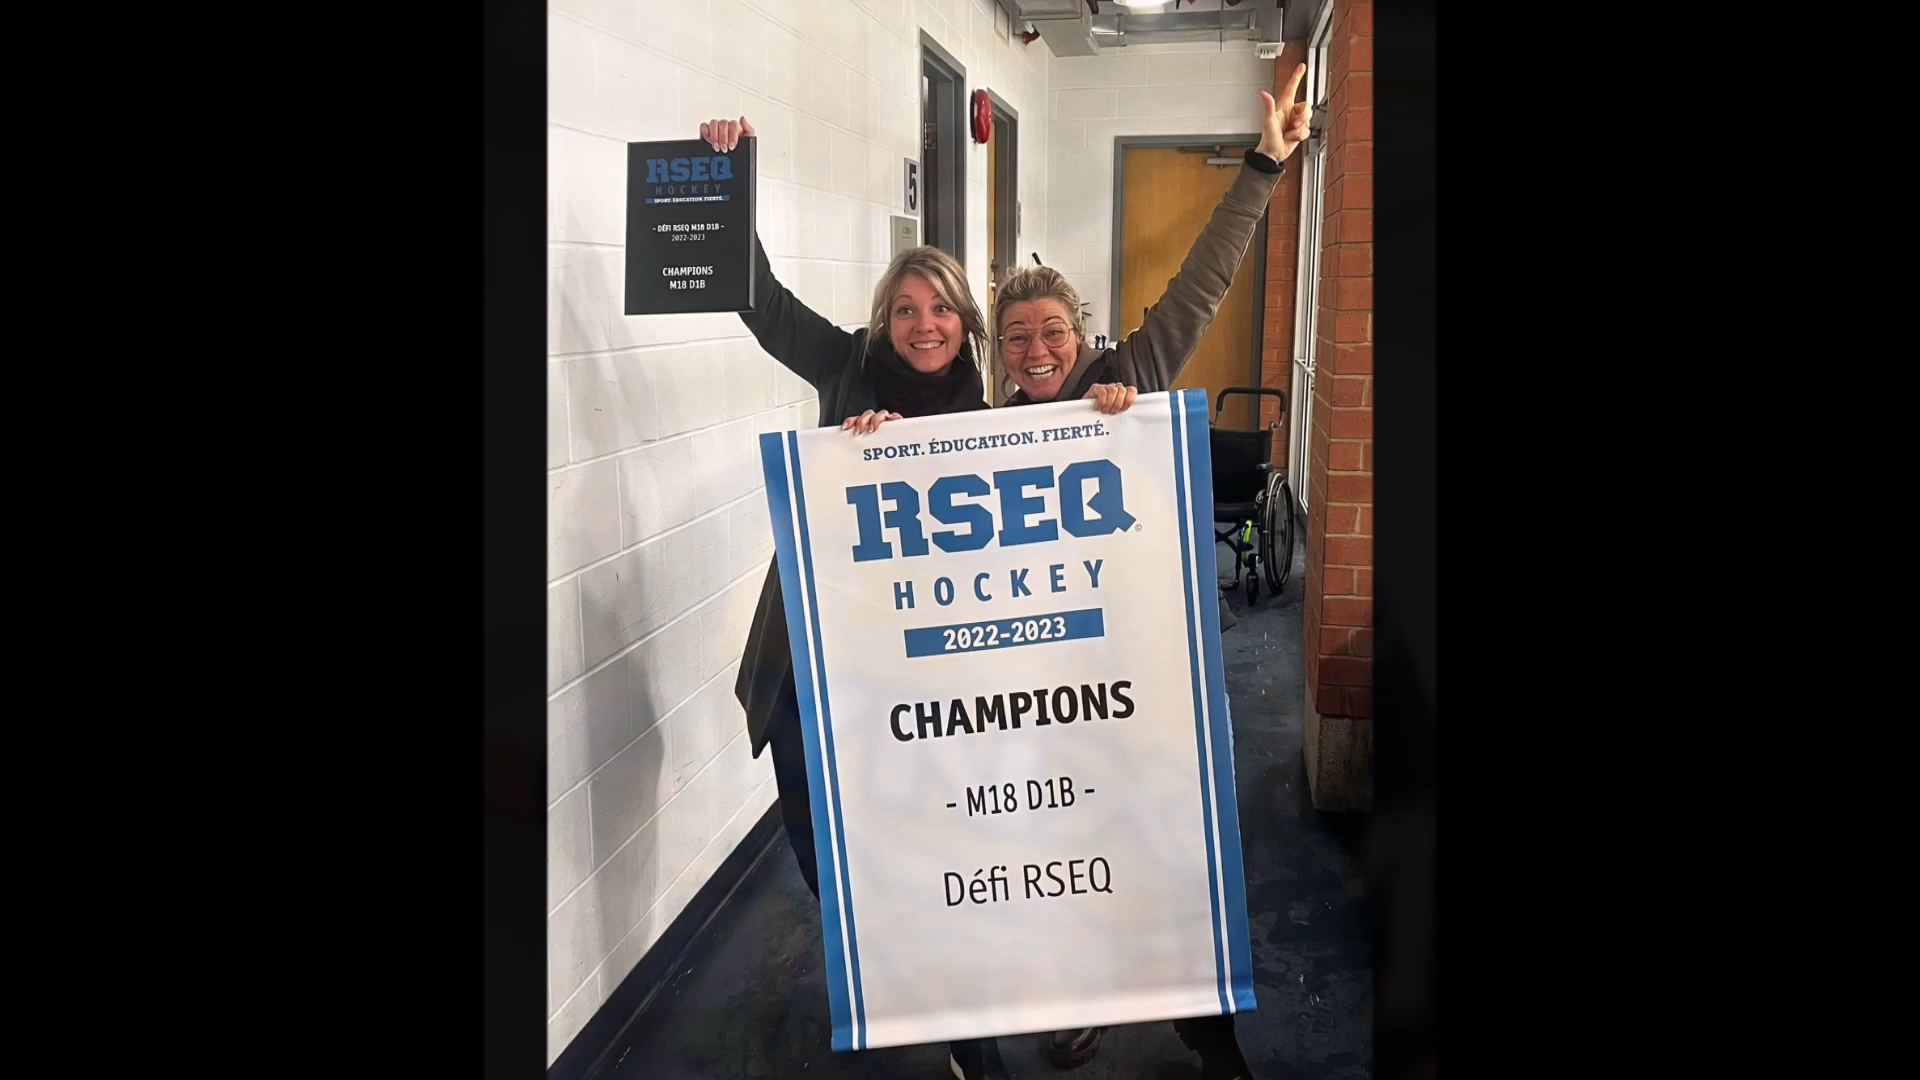 RSEQ
HOCKEY
SPORT. ÉDUCATION. FIERTÉ.
- DÉFI RSEQ M18 D1B -
2022-2023
CHAMPIONS
M18 D1B
5
SPORT. ÉDUCATION. FIERTÉ.
RSEQ©
HOCKEY
2022-2023
CHAMPIONS
- M18 D1B -
Défi RSEQ